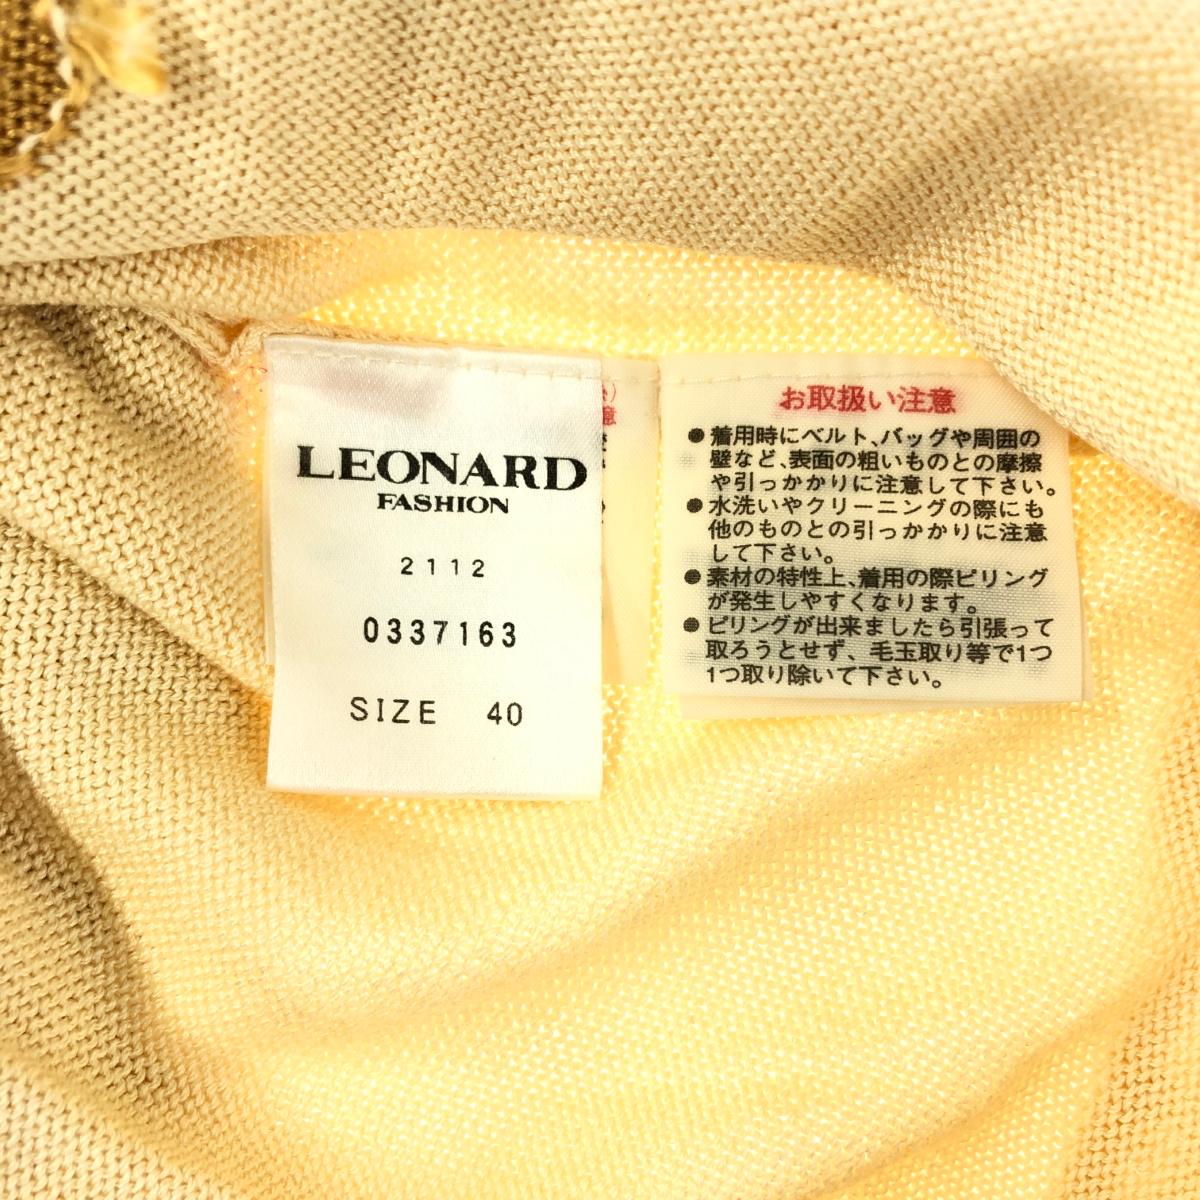 LEONARD
FASHION
2112
0337163
SIZE 40
お取扱い注意
●着用時にベルト、バッグや周囲の
壁など、表面の粗いものとの摩擦
や引っかかりに注意して下さい。
●水洗いやクリーニングの際にも
他のものとの引っかかりに注意
して下さい。
●素材の特性上、着用の際ピリング
が発生しやすくなります。
●ピリングが出来ましたら引張って
取ろうとせず、毛玉取り等で1つ
1つ取り除いて下さい。